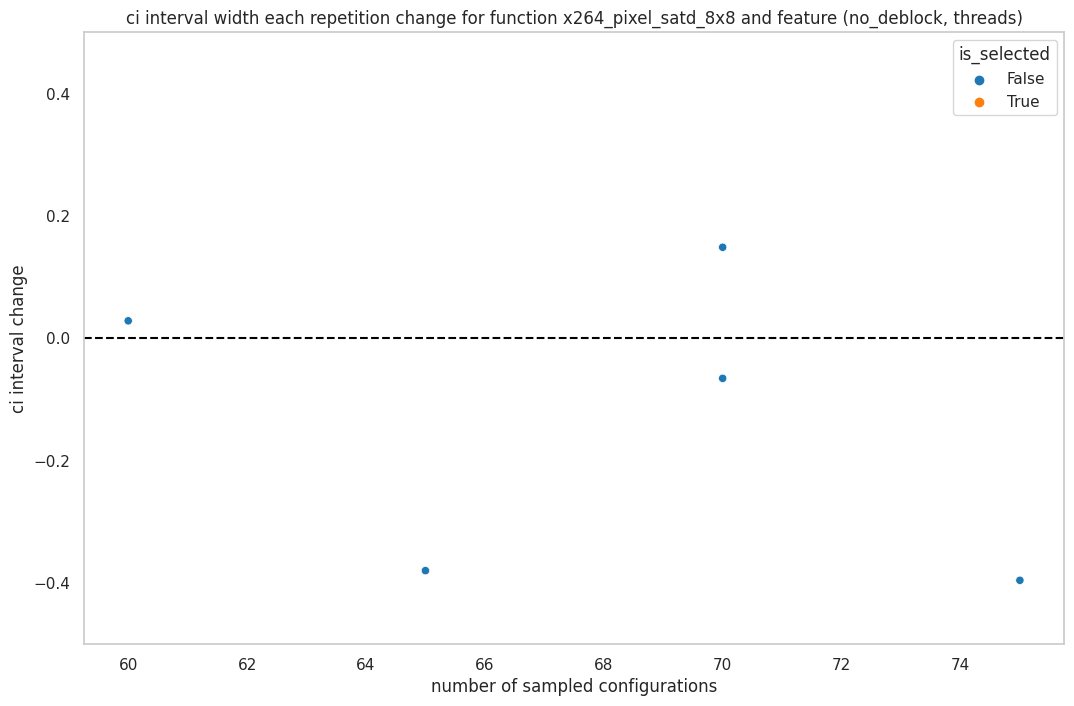 ci interval width each repetition change for function x264_pixel_satd_8x8 and feature (no_deblock, threads)
is_selected
False
True
0.4
0.2
0.0
−0.2
−0.4
ci interval change
60
62
64
66
68
70
72
74
number of sampled configurations